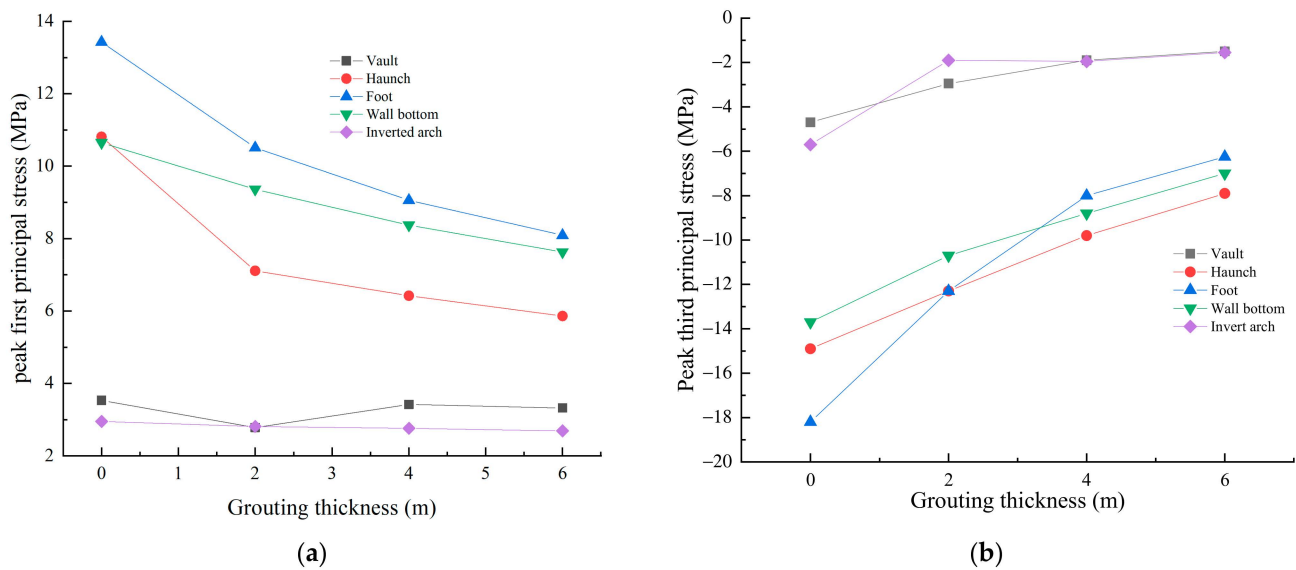 14
12
10
8
6
4
2
peak first principal stress (MPa)
Vault
Haunch
Foot
Wall bottom
Inverted arch
0 1 2 3 4 5 6
Grouting thickness (m)
(a)
0
−2
−4
−6
−8
−10
−12
−14
−16
−18
−20
Peak third principal stress (MPa)
Vault
Haunch
Foot
Wall bottom
Invert arch
0 2 4 6
Grouting thickness (m)
(b)